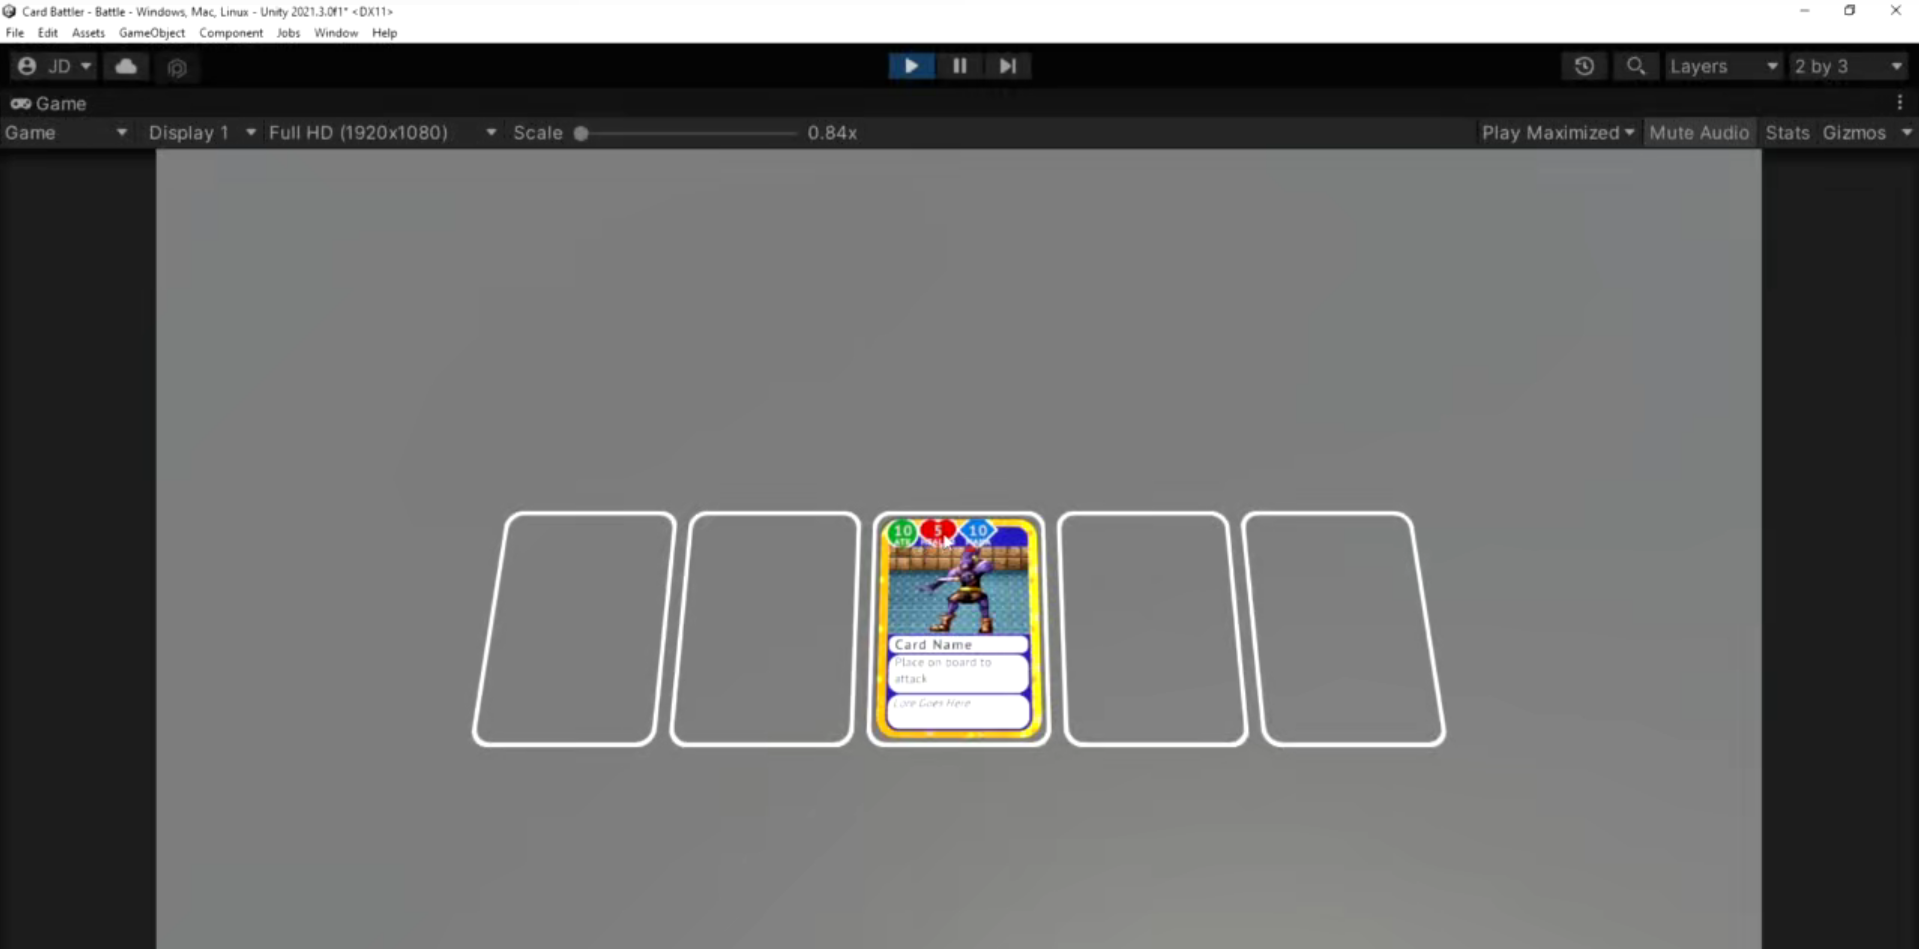 Card Battler - Battle - Windows, Mac, Linux - Unity 2021.3.0f1* <DX11>
File Edit Assets GameObject Component Jobs Window Help
JD Layers 2 by 3
Game
Game Display 1 Full HD (1920x1080) Scale 0.84x Play Maximized Mute Audio Stats Gizmos
10 5 10
ATK
Card Name
Place on board to
attack
Lore Goes Here